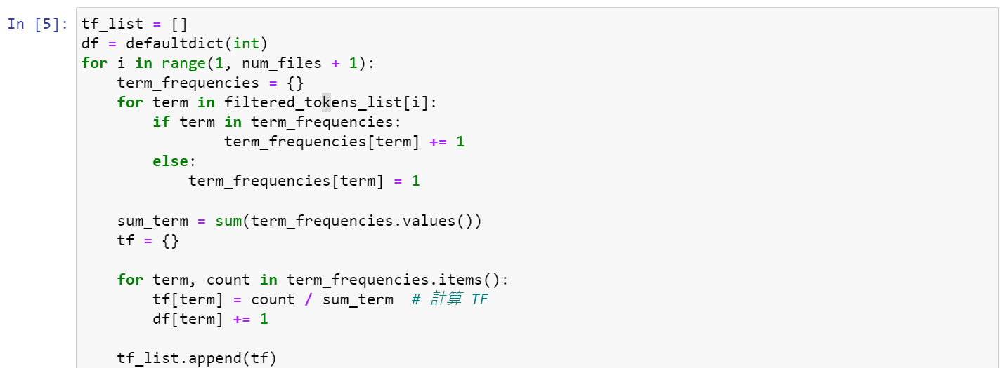 In [5]: tf_list = []
df = defaultdict(int)
for i in range(1, num_files + 1):
    term_frequencies = {}
    for term in filtered_tokens_list[i]:
        if term in term_frequencies:
                term_frequencies[term] += 1
        else:
            term_frequencies[term] = 1

    sum_term = sum(term_frequencies.values())
    tf = {}

    for term, count in term_frequencies.items():
        tf[term] = count / sum_term  # 計算 TF
        df[term] += 1

    tf_list.append(tf)